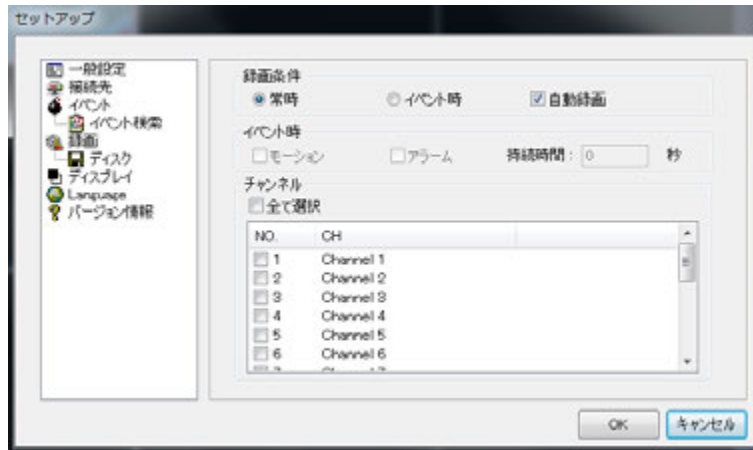 セットアップ
一般設定
接続先
イベント
イベント検索
録画
ディスク
ディスプレイ
Language
バージョン情報
録画条件
常時 イベント時 自動録画
イベント時
モーション アラーム 持続時間： 0 秒
チャンネル
全て選択
NO. CH
1 Channel 1
2 Channel 2
3 Channel 3
4 Channel 4
5 Channel 5
6 Channel 6
OK キャンセル